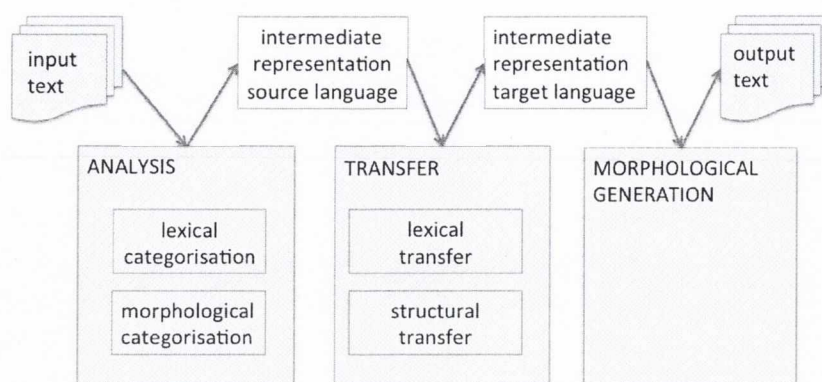 input
text
intermediate
representation
source language
intermediate
representation
target language
output
text
ANALYSIS
lexical
categorisation
morphological
categorisation
TRANSFER
lexical
transfer
structural
transfer
MORPHOLOGICAL
GENERATION